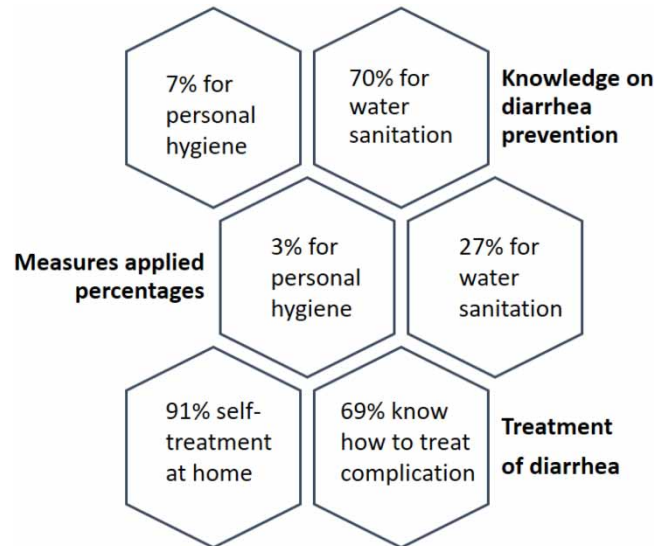 7% for
personal
hygiene
70% for
water
sanitation
Knowledge on
diarrhea
prevention
Measures applied
percentages
3% for
personal
hygiene
27% for
water
sanitation
91% self-
treatment
at home
69% know
how to treat
complication
Treatment
of diarrhea